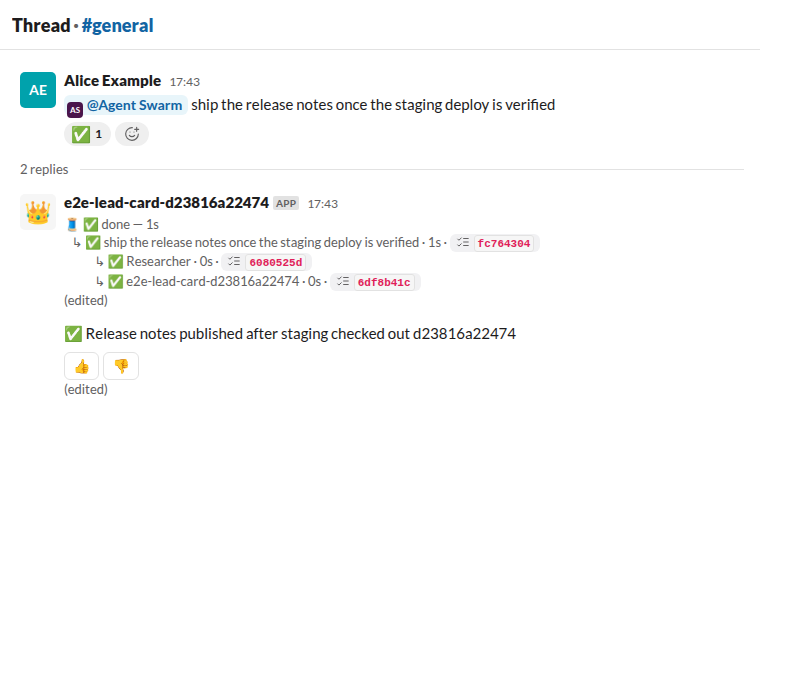 Thread · #general
AE
Alice Example 17:43
AS @Agent Swarm ship the release notes once the staging deploy is verified
✅ 1
2 replies
e2e-lead-card-d23816a22474 APP 17:43
🧵 ✅ done — 1s
↳ ✅ ship the release notes once the staging deploy is verified · 1s · fc764304
↳ ✅ Researcher · 0s · 6080525d
↳ ✅ e2e-lead-card-d23816a22474 · 0s · 6df8b41c
(edited)
✅ Release notes published after staging checked out d23816a22474
👍 👎
(edited)